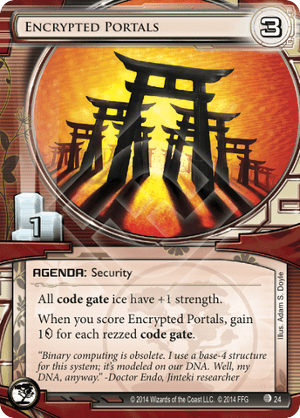 ENCRYPTED PORTALS
3
1
AGENDA: Security
All code gate ice have +1 strength.
When you score Encrypted Portals, gain
1 for each rezzed code gate.
"Binary computing is obsolete. I use a base-4 structure
for this system; it's modeled on our DNA. Well, my
DNA, anyway." -Doctor Endo, Jinteki researcher
Illus. Adam S. Doyle
© 2014 Wizards of the Coast LLC. © 2014 FFG
24